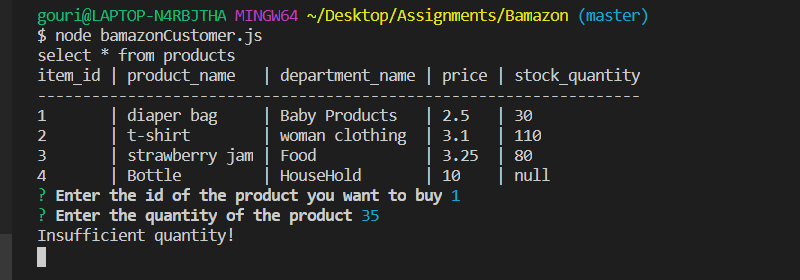 gouri@LAPTOP-N4RBJTHA MINGW64 ~/Desktop/Assignments/Bamazon (master)
$ node bamazonCustomer.js
select * from products
item_id | product_name   | department_name | price | stock_quantity
-------------------------------------------------------------------
1       | diaper bag     | Baby Products   | 2.5   | 30
2       | t-shirt        | woman clothing  | 3.1   | 110
3       | strawberry jam | Food            | 3.25  | 80
4       | Bottle         | HouseHold       | 10    | null
? Enter the id of the product you want to buy 1
? Enter the quantity of the product 35
Insufficient quantity!